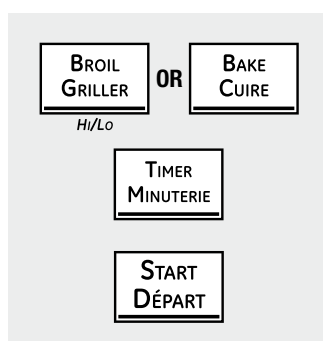 BROIL GRILLER OR BAKE CUIRE
HI/LO
TIMER
MINUTERIE
START
DÉPART